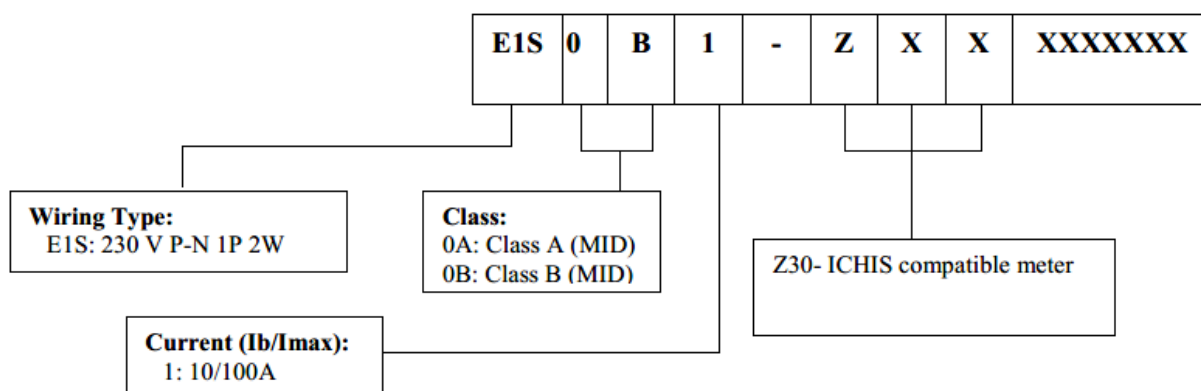 E1S 0 B 1 - Z X X XXXXXXX
Wiring Type:
E1S: 230 V P-N 1P 2W
Class:
0A: Class A (MID)
0B: Class B (MID)
Z30- ICHIS compatible meter
Current (Ib/Imax):
1: 10/100A